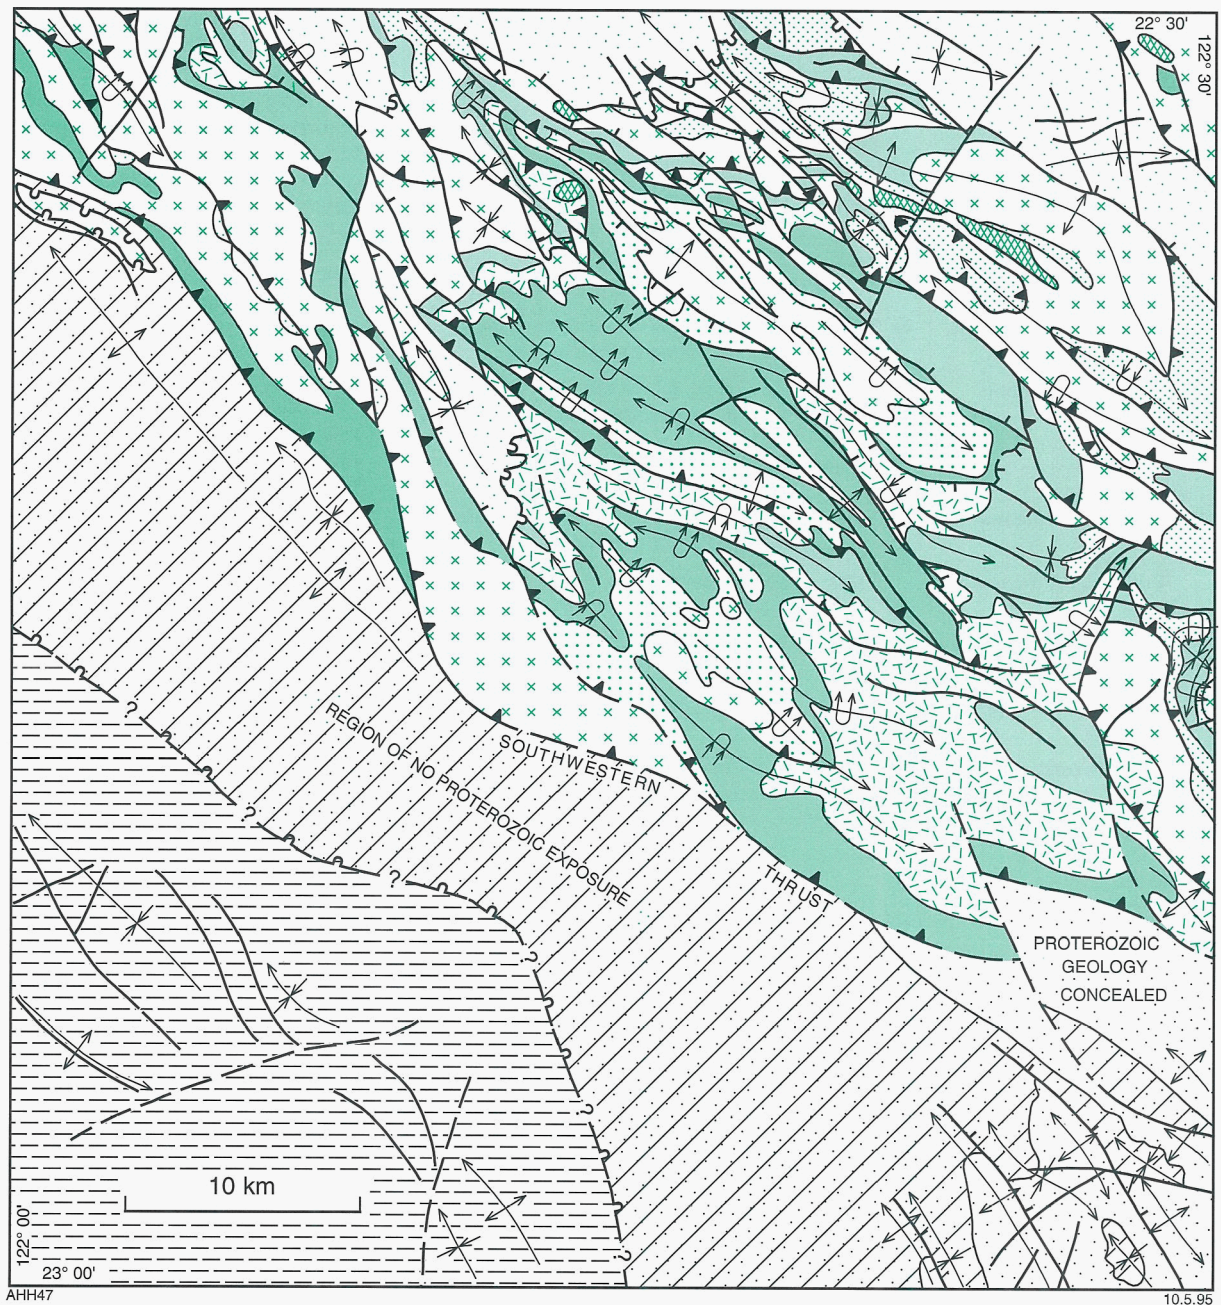 22° 30'
122° 30'
REGION OF NO PROTEROZOIC EXPOSURE
SOUTHWESTERN
THRUST
PROTEROZOIC
GEOLOGY
CONCEALED
10 km
122° 00'
23° 00'
AHH47
10.5.95